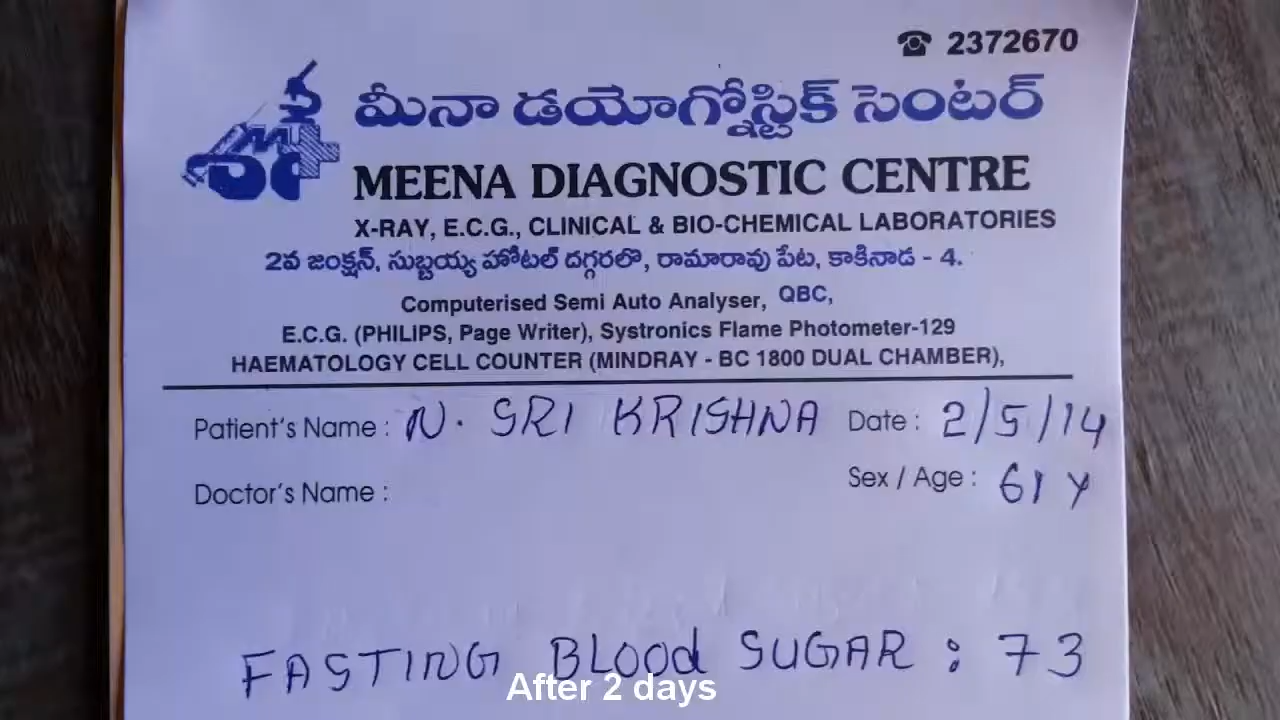 ☎ 2372670
మీనా డయోగ్నోస్టిక్ సెంటర్
MEENA DIAGNOSTIC CENTRE
X-RAY, E.C.G., CLINICAL & BIO-CHEMICAL LABORATORIES
2వ జంక్షన్, సుబ్బయ్య హోటల్ దగ్గరలొ, రామారావు పేట, కాకినాడ - 4.
Computerised Semi Auto Analyser, QBC,
E.C.G. (PHILIPS, Page Writer), Systronics Flame Photometer-129
HAEMATOLOGY CELL COUNTER (MINDRAY - BC 1800 DUAL CHAMBER),
Patient's Name : N. SRI KRISHNA Date : 2/5/14
Doctor's Name : Sex / Age : 61 Y
FASTING BLOOd SUGAR : 73
After 2 days